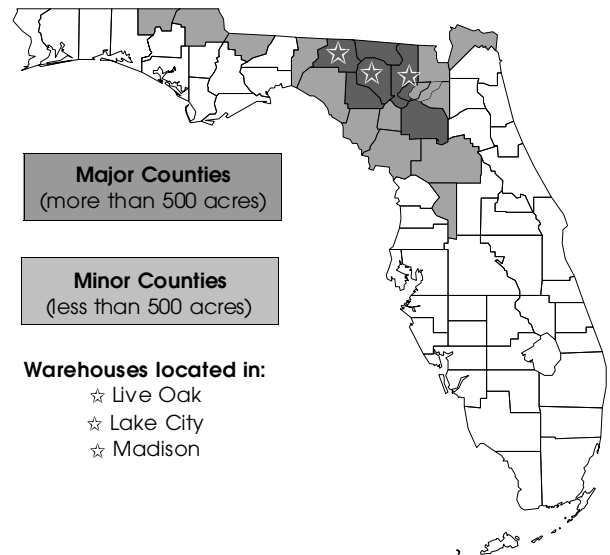 Major Counties
(more than 500 acres)
Minor Counties
(less than 500 acres)
Warehouses located in:
☆ Live Oak
☆ Lake City
☆ Madison